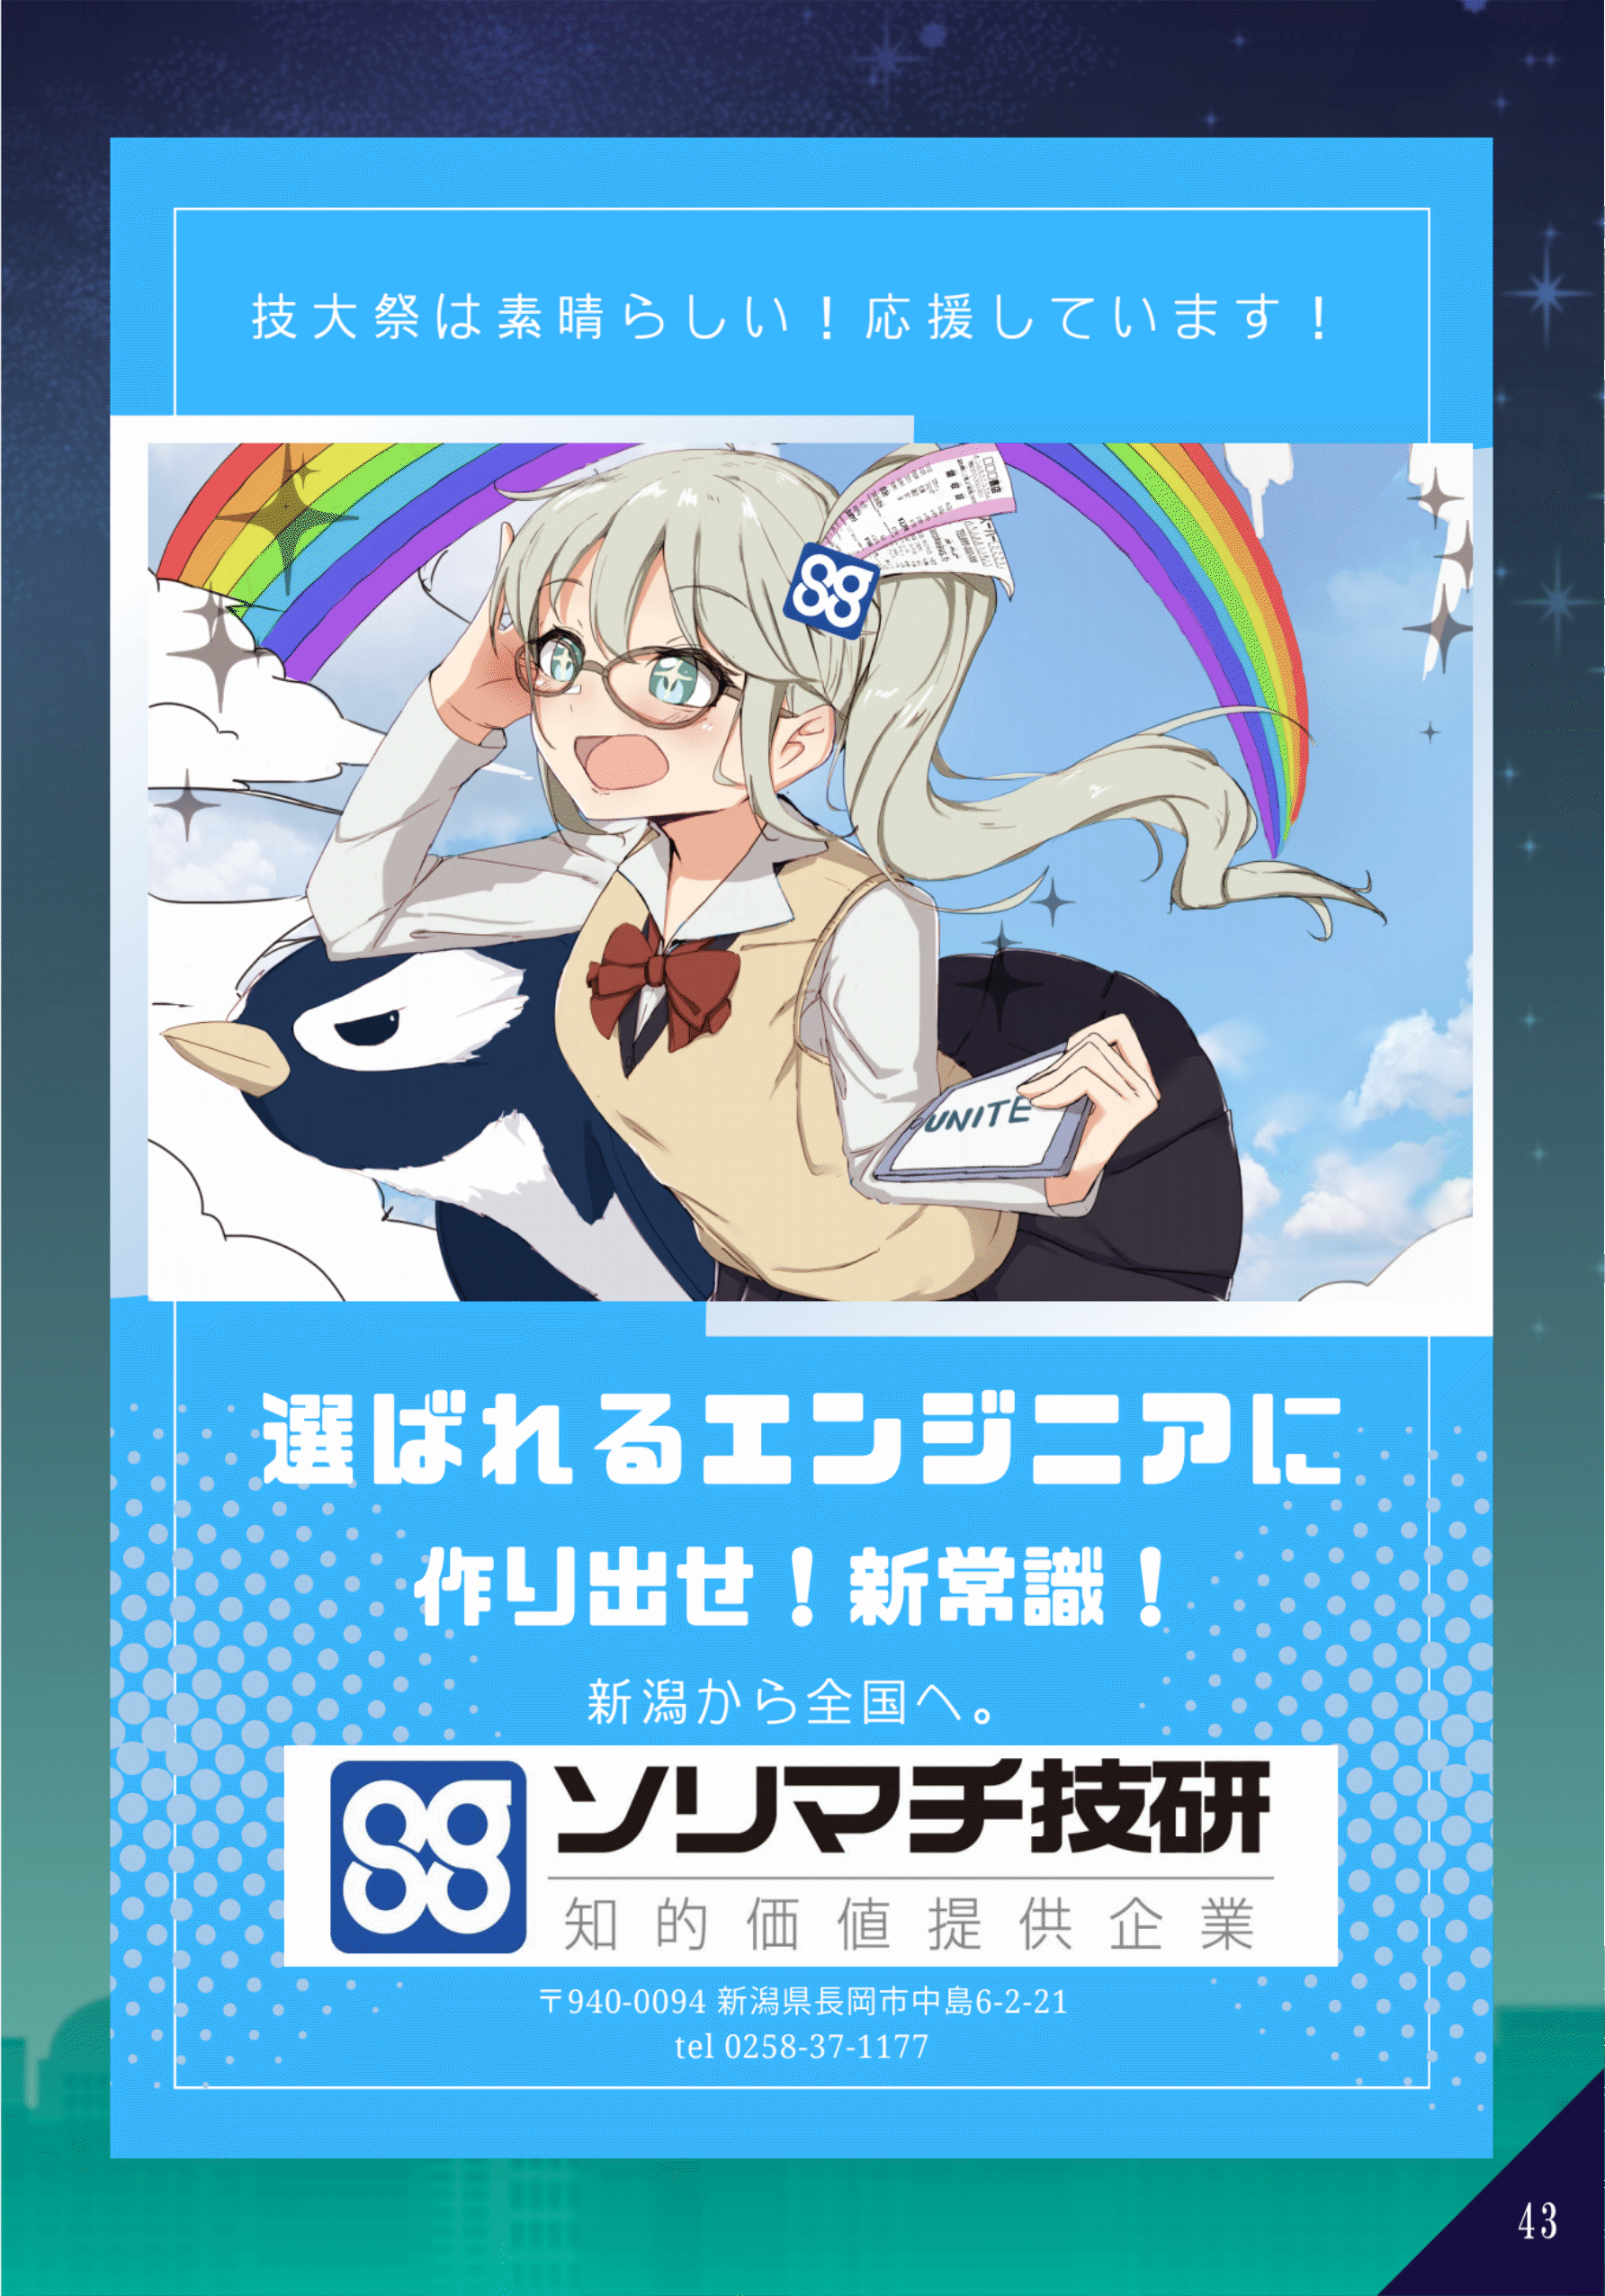 技大祭は素晴らしい！応援しています！
UNITE
選ばれるエンジニアに
作り出せ！新常識！
新潟から全国へ。
sg ソリマチ技研
知的価値提供企業
〒940-0094 新潟県長岡市中島6-2-21
tel 0258-37-1177
43